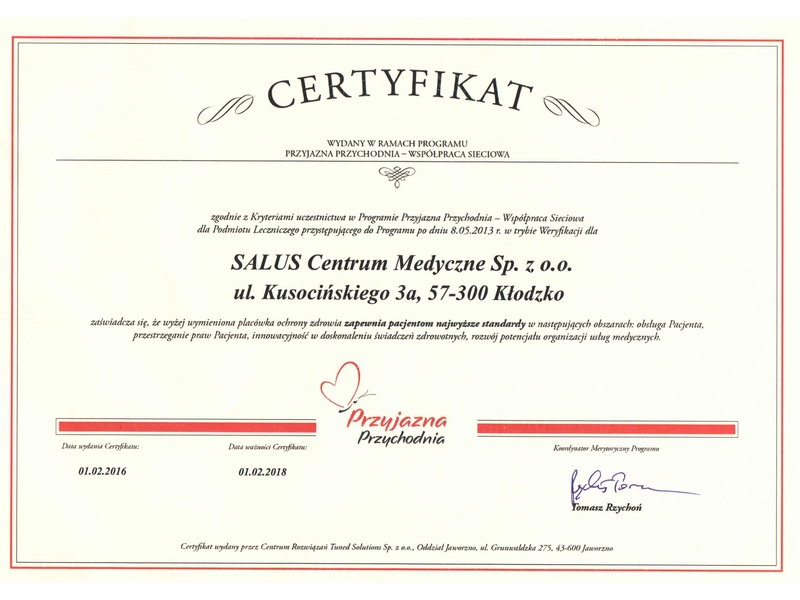 CERTYFIKAT
WYDANY W RAMACH PROGRAMU
PRZYJAZNA PRZYCHODNIA – WSPÓŁPRACA SIECIOWA
zgodnie z Kryteriami uczestnictwa w Programie Przyjazna Przychodnia – Współpraca Sieciowa
dla Podmiotu Leczniczego przystępującego do Programu po dniu 8.05.2013 r. w trybie Weryfikacji dla
SALUS Centrum Medyczne Sp. z o.o.
ul. Kusocińskiego 3a, 57-300 Kłodzko
zaświadcza się, że wyżej wymieniona placówka ochrony zdrowia zapewnia pacjentom najwyższe standardy w następujących obszarach: obsługa Pacjenta,
przestrzeganie praw Pacjenta, innowacyjność w doskonaleniu świadczeń zdrowotnych, rozwój potencjału organizacji usług medycznych.
Przyjazna
Przychodnia
Data wydania Certyfikatu:
Data ważności Certyfikatu:
Koordynator Merytoryczny Programu
01.02.2016
01.02.2018
Tomasz Rzychoń
Certyfikat wydany przez Centrum Rozwiązań Tuned Solutions Sp. z o.o., Oddział Jaworzno, ul. Grunwaldzka 275, 43-600 Jaworzno